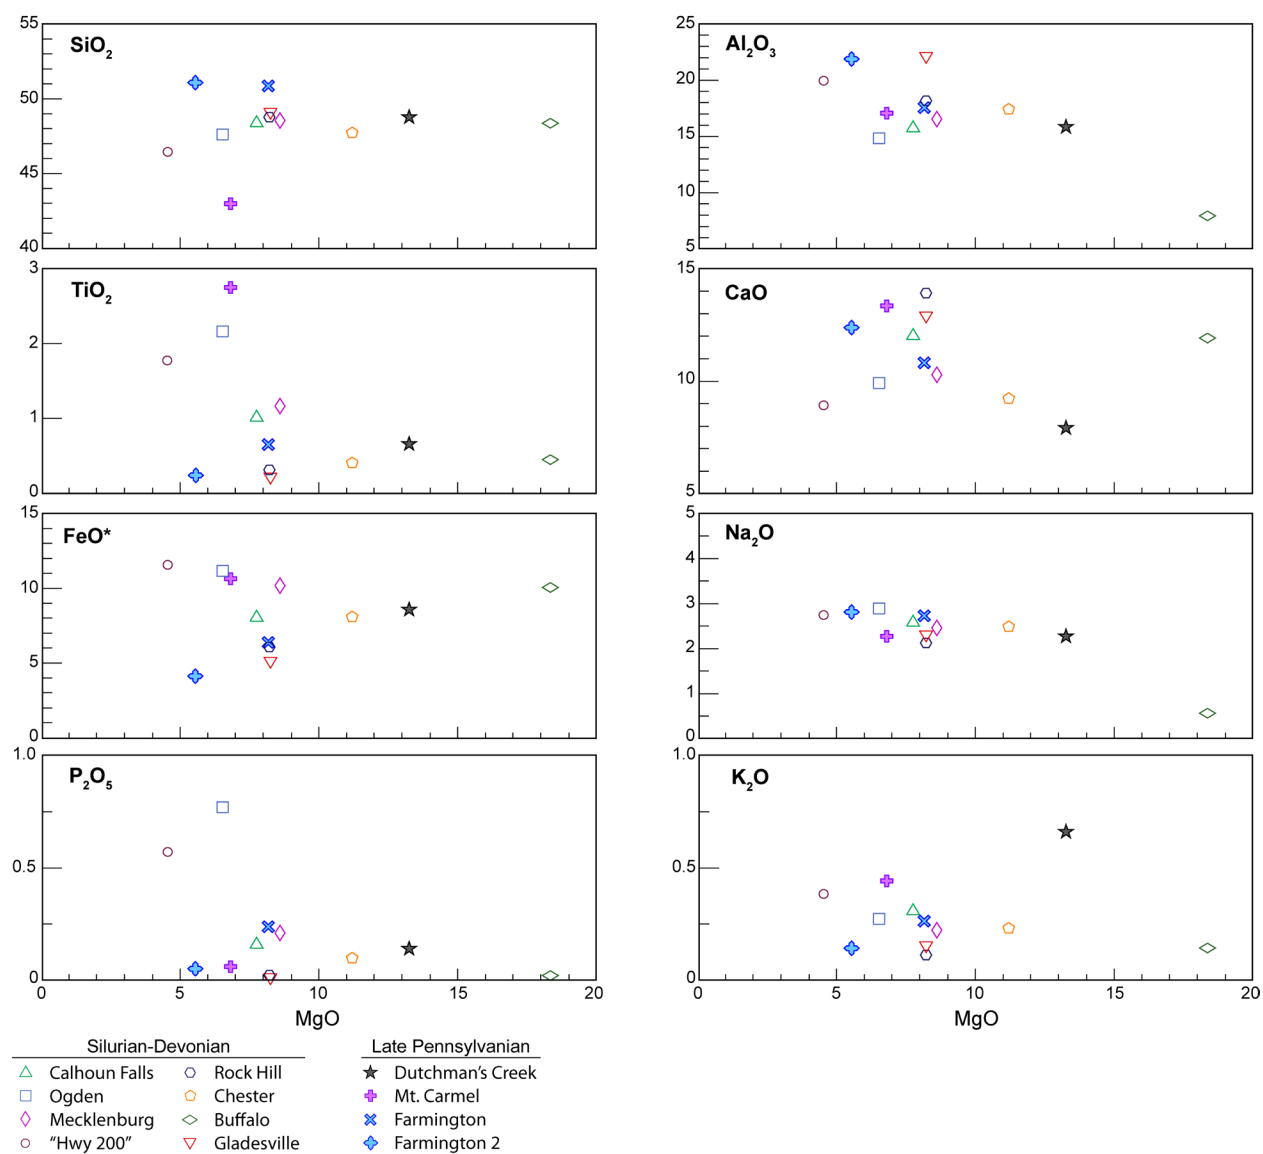 55
SiO2
50
45
40
25
Al2O3
20
15
10
5
3
TiO2
2
1
0
15
CaO
10
5
15
FeO*
10
5
0
5
Na2O
4
3
2
1
0
1.0
P2O5
0.5
0
0 5 10 15 20
MgO
1.0
K2O
0.5
0
0 5 10 15 20
MgO
Silurian-Devonian
Calhoun Falls
Ogden
Mecklenburg
“Hwy 200”
Rock Hill
Chester
Buffalo
Gladesville
Late Pennsylvanian
Dutchman’s Creek
Mt. Carmel
Farmington
Farmington 2